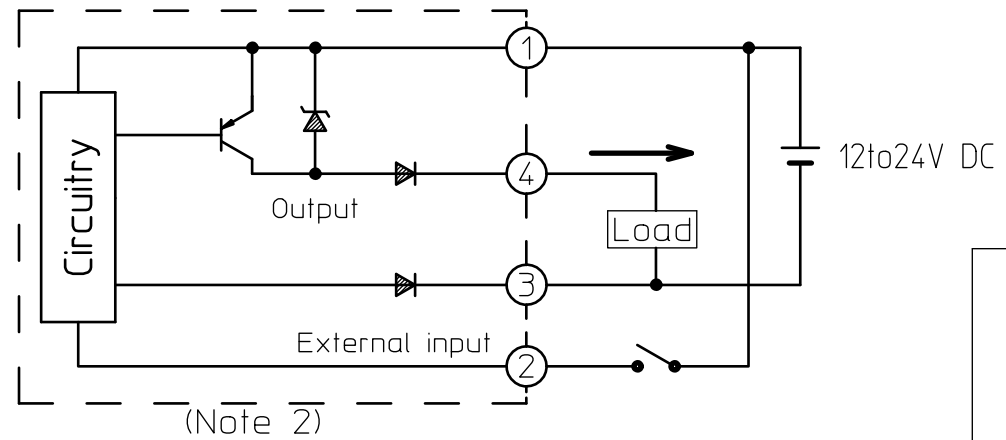 1
12to24V DC
4
Output
Load
Circuitry
3
External input
2
(Note 2)